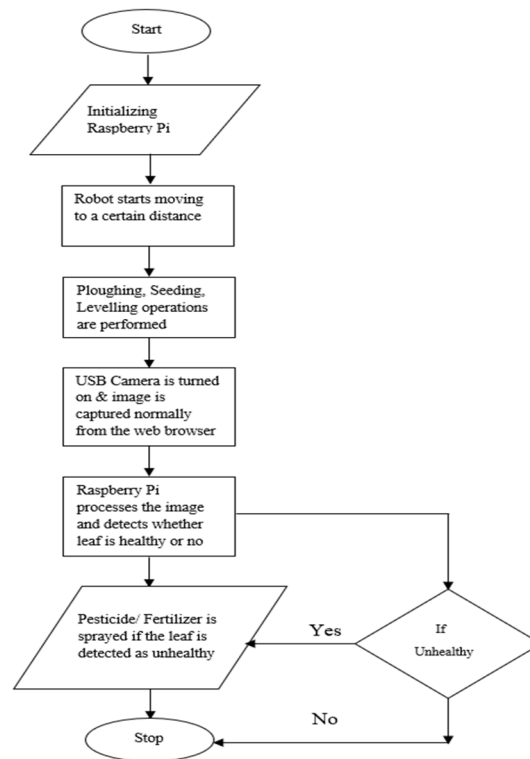 Start
Initializing
Raspberry Pi
Robot starts moving
to a certain distance
Ploughing, Seeding,
Levelling operations
are performed
USB Camera is turned
on & image is
captured normally
from the web browser
Raspberry Pi
processes the image
and detects whether
leaf is healthy or no
Pesticide/ Fertilizer is
sprayed if the leaf is
detected as unhealthy
Yes
If
Unhealthy
No
Stop